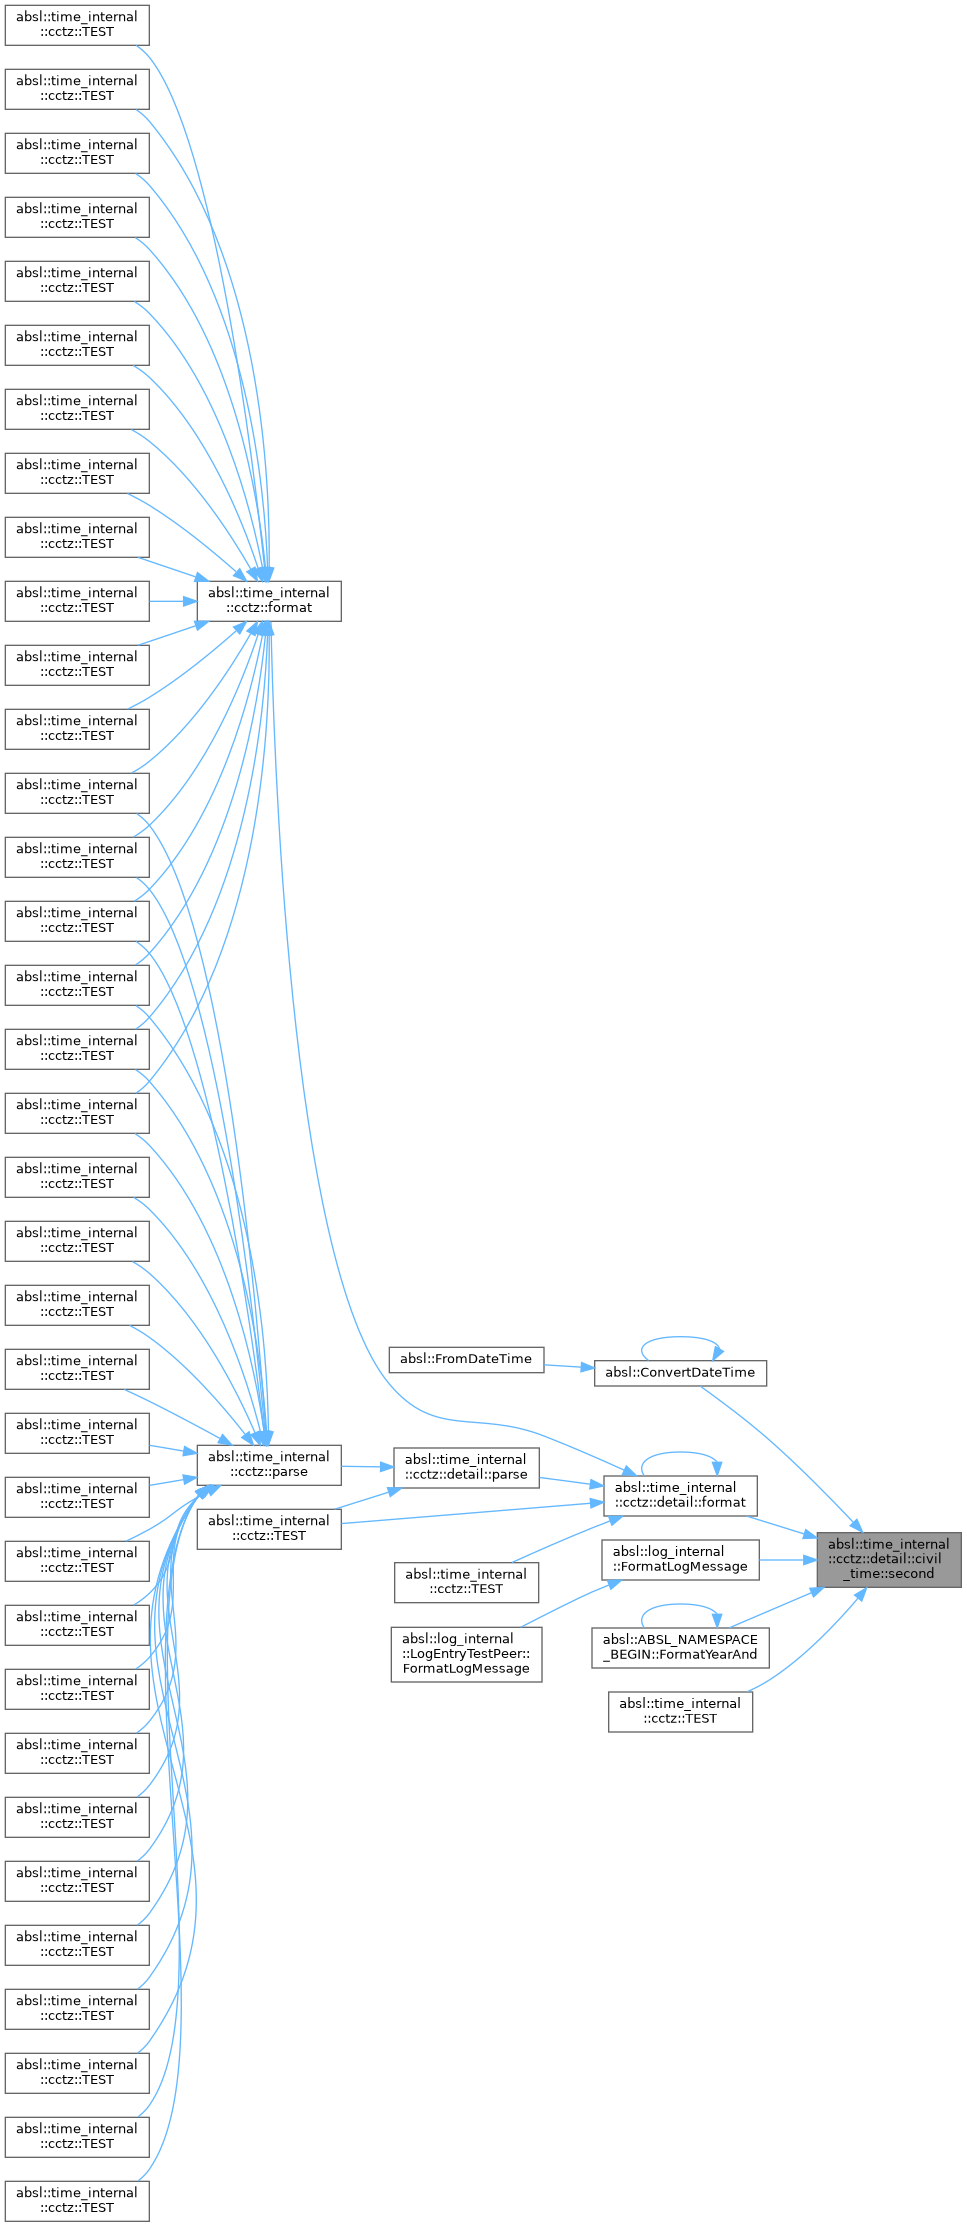 absl::time_internal
::cctz::TEST
absl::time_internal
::cctz::TEST
absl::time_internal
::cctz::TEST
absl::time_internal
::cctz::TEST
absl::time_internal
::cctz::TEST
absl::time_internal
::cctz::TEST
absl::time_internal
::cctz::TEST
absl::time_internal
::cctz::TEST
absl::time_internal
::cctz::TEST
absl::time_internal
::cctz::TEST
absl::time_internal
::cctz::TEST
absl::time_internal
::cctz::TEST
absl::time_internal
::cctz::TEST
absl::time_internal
::cctz::TEST
absl::time_internal
::cctz::TEST
absl::time_internal
::cctz::TEST
absl::time_internal
::cctz::TEST
absl::time_internal
::cctz::TEST
absl::time_internal
::cctz::TEST
absl::time_internal
::cctz::TEST
absl::time_internal
::cctz::TEST
absl::time_internal
::cctz::TEST
absl::time_internal
::cctz::TEST
absl::time_internal
::cctz::TEST
absl::time_internal
::cctz::TEST
absl::time_internal
::cctz::TEST
absl::time_internal
::cctz::TEST
absl::time_internal
::cctz::TEST
absl::time_internal
::cctz::TEST
absl::time_internal
::cctz::TEST
absl::time_internal
::cctz::TEST
absl::time_internal
::cctz::TEST
absl::time_internal
::cctz::TEST
absl::time_internal
::cctz::TEST
absl::time_internal
::cctz::TEST
absl::time_internal
::cctz::format
absl::time_internal
::cctz::parse
absl::time_internal
::cctz::TEST
absl::FromDateTime
absl::time_internal
::cctz::detail::parse
absl::time_internal
::cctz::TEST
absl::log_internal
::LogEntryTestPeer::
FormatLogMessage
absl::ConvertDateTime
absl::time_internal
::cctz::detail::format
absl::log_internal
::FormatLogMessage
absl::ABSL_NAMESPACE
_BEGIN::FormatYearAnd
absl::time_internal
::cctz::TEST
absl::time_internal
::cctz::detail::civil
_time::second